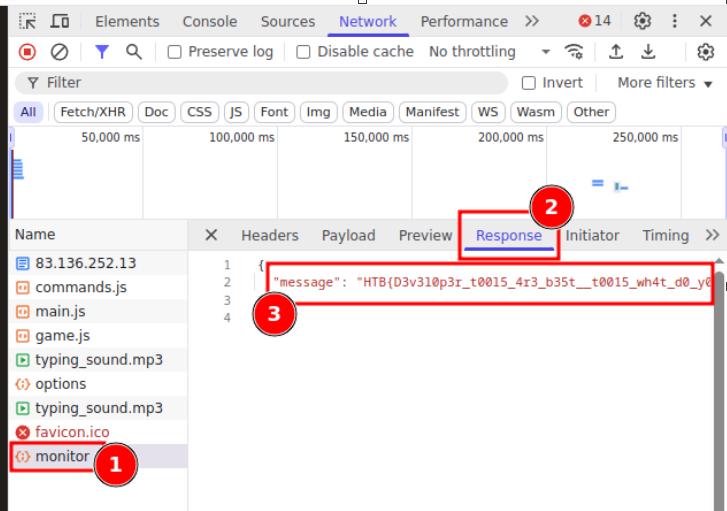 Elements Console Sources Network Performance 14
Preserve log Disable cache No throttling
Filter Invert More filters
All Fetch/XHR Doc CSS JS Font Img Media Manifest WS Wasm Other
50,000 ms 100,000 ms 150,000 ms 200,000 ms 250,000 ms
2
Name Headers Payload Preview Response Initiator Timing
83.136.252.13
commands.js
main.js
game.js
typing_sound.mp3
options
typing_sound.mp3
favicon.ico
monitor
1
1 {
2 "message": "HTB{D3v3l0p3r_t00l5_4r3_b35t__t00l5_wh4t_d0_y0
3
4
3